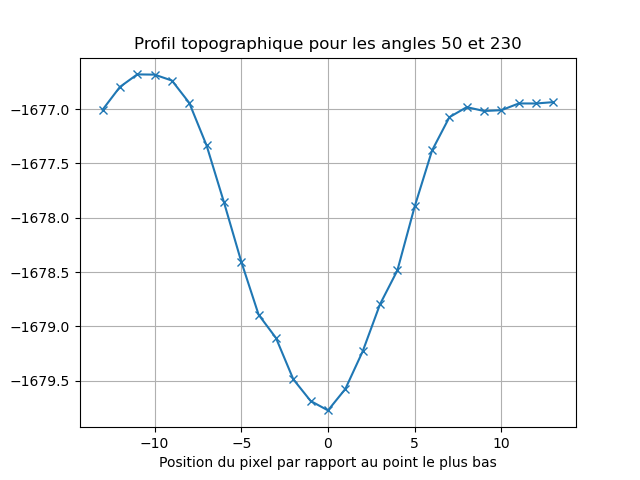 Profil topographique pour les angles 50 et 230
−1677.0
−1677.5
−1678.0
−1678.5
−1679.0
−1679.5
−10 −5 0 5 10
Position du pixel par rapport au point le plus bas